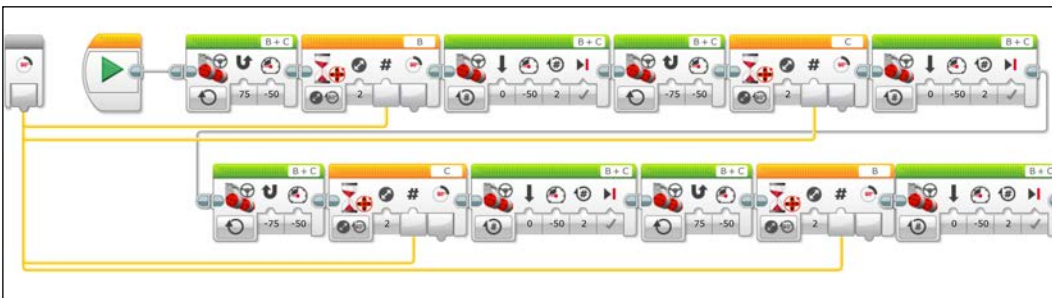 B + C B B + C B + C C B + C
# #
75 -50 2 0 -50 2 -75 -50 2 0 -50 2
B + C C B + C B + C B B + C
# #
-75 -50 2 0 -50 2 75 -50 2 0 -50 2